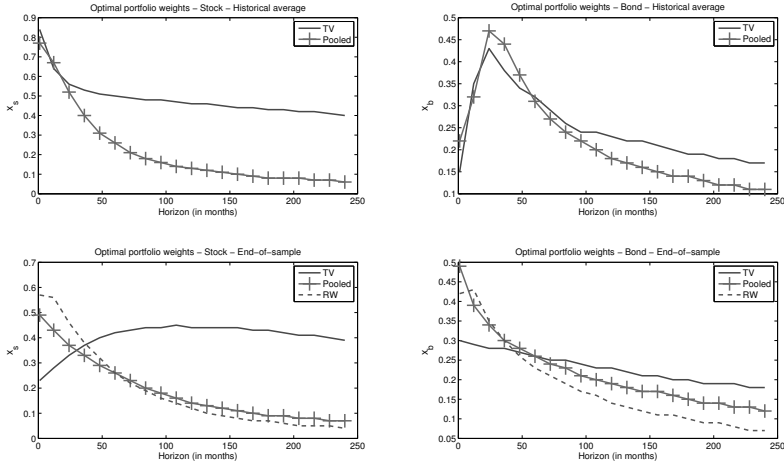 Optimal portfolio weights – Stock – Historical average
0.9
0.8
0.7
0.6
0.5
0.4
0.3
0.2
0.1
0
x_s
TV
Pooled
0 50 100 150 200 250
Horizon (in months)
Optimal portfolio weights – Bond – Historical average
0.5
0.45
0.4
0.35
0.3
0.25
0.2
0.15
0.1
x_b
TV
Pooled
0 50 100 150 200 250
Horizon (in months)
Optimal portfolio weights – Stock – End–of–sample
0.7
0.6
0.5
0.4
0.3
0.2
0.1
0
x_s
TV
Pooled
RW
0 50 100 150 200 250
Horizon (in months)
Optimal portfolio weights – Bond – End–of–sample
0.5
0.45
0.4
0.35
0.3
0.25
0.2
0.15
0.1
0.05
x_b
TV
Pooled
RW
0 50 100 150 200 250
Horizon (in months)